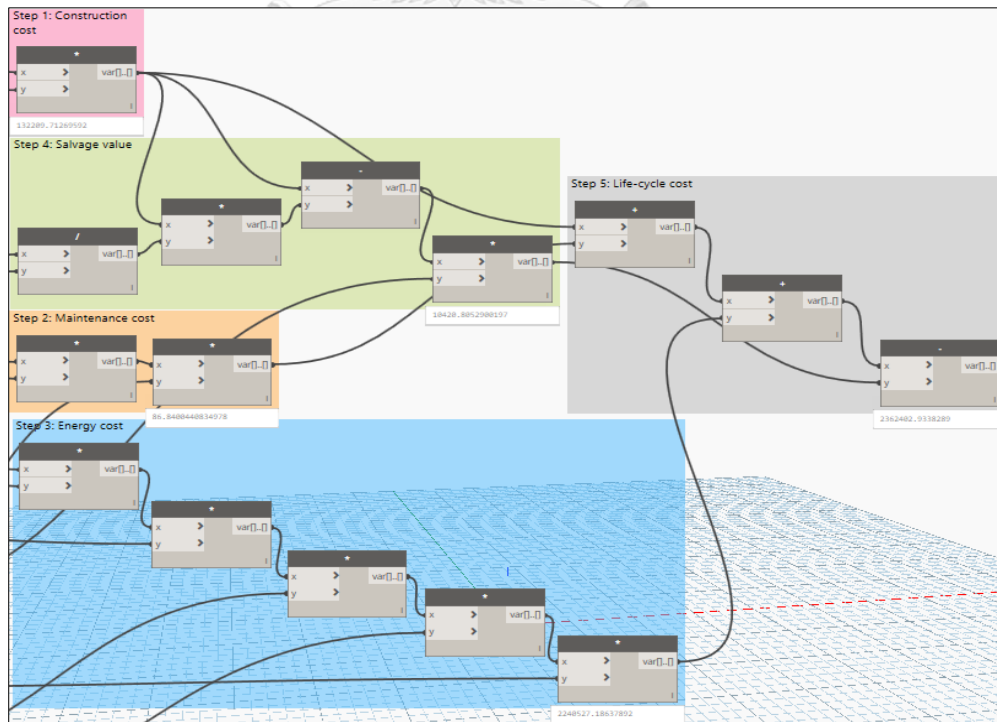 Step 1: Construction
cost
*
x > var[]..[]
y >
I
132209.71269592
Step 4: Salvage value
-
x > var[]..[]
y >
I
*
x > var[]..[]
y >
I
/
x > var[]..[]
y >
I
*
x > var[]..[]
y >
I
10420.8052900197
Step 5: Life-cycle cost
+
x > var[]..[]
y >
I
+
x > var[]..[]
y >
I
-
x > var[]..[]
y >
I
2362402.9338289
Step 2: Maintenance cost
*
x > var[]..[]
y >
*
x > var[]..[]
y >
I
86.8400440834978
Step 3: Energy cost
*
x > var[]..[]
y >
I
*
x > var[]..[]
y >
I
*
x > var[]..[]
y >
I
*
x > var[]..[]
y >
I
*
x > var[]..[]
y >
I
2240527.18637892